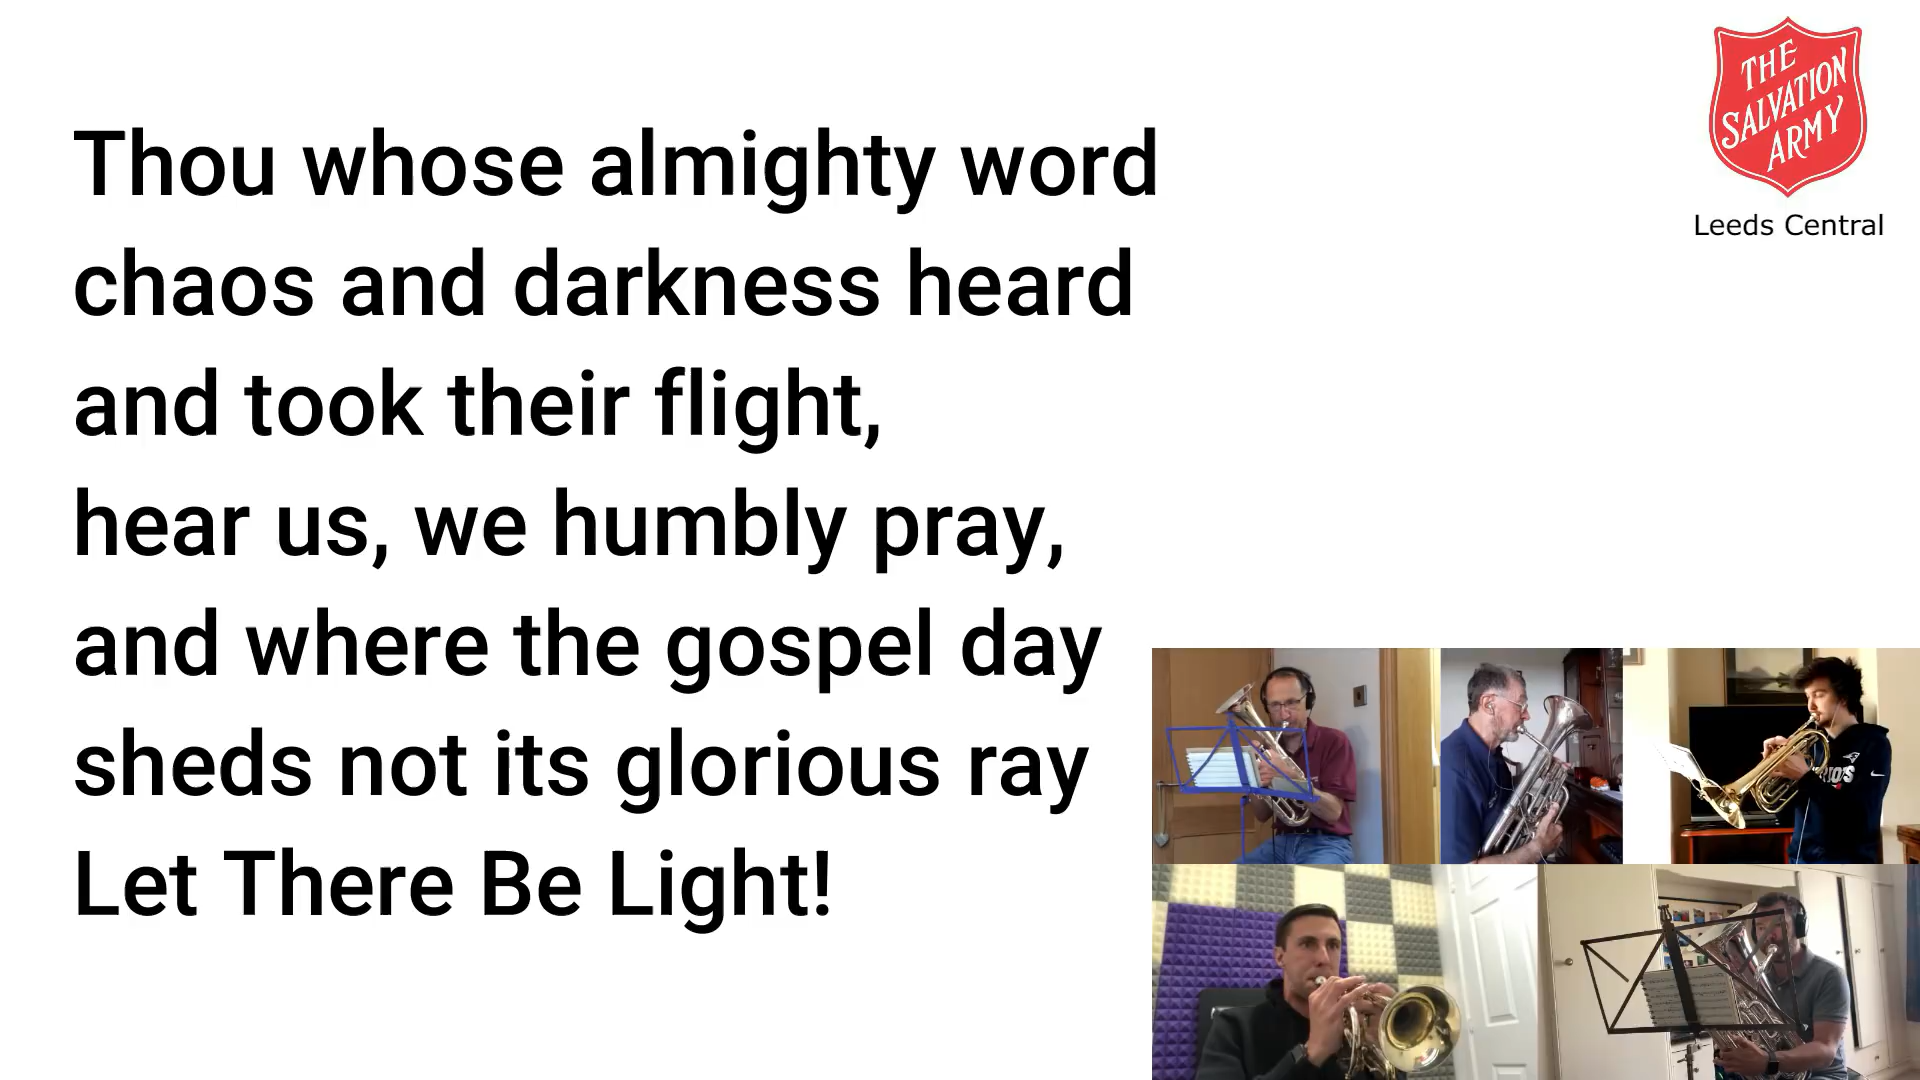 Thou whose almighty word
chaos and darkness heard
and took their flight,
hear us, we humbly pray,
and where the gospel day
sheds not its glorious ray
Let There Be Light!
THE
SALVATION
ARMY
Leeds Central